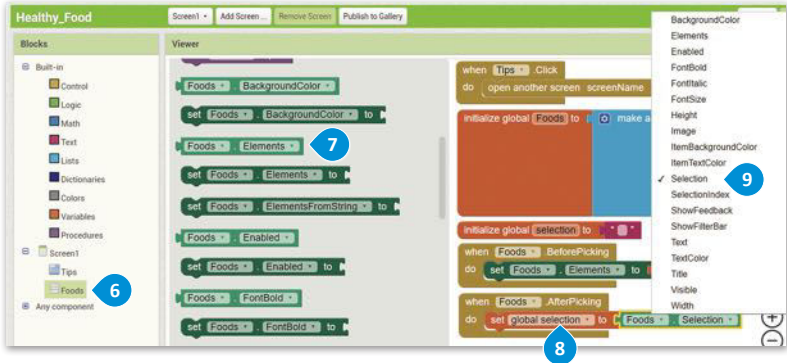 Healthy_Food
Screen1
Add Screen ...
Remove Screen
Publish to Gallery
Blocks
Viewer
Built-in
Control
Logic
Math
Text
Lists
Dictionaries
Colors
Variables
Procedures
Screen1
Tips
Foods
Any component
6
Foods . BackgroundColor
set Foods . BackgroundColor to
Foods . Elements
7
set Foods . Elements to
set Foods . ElementsFromString to
Foods . Enabled
set Foods . Enabled to
Foods . FontBold
set Foods . FontBold to
when Tips .Click
do open another screen screenName
initialize global Foods to make a
initialize global selection to " "
when Foods .BeforePicking
do set Foods . Elements to
when Foods .AfterPicking
do set global selection to Foods . Selection
8
BackgroundColor
Elements
Enabled
FontBold
FontItalic
FontSize
Height
Image
ItemBackgroundColor
ItemTextColor
✓ Selection
9
SelectionIndex
ShowFeedback
ShowFilterBar
Text
TextColor
Title
Visible
Width